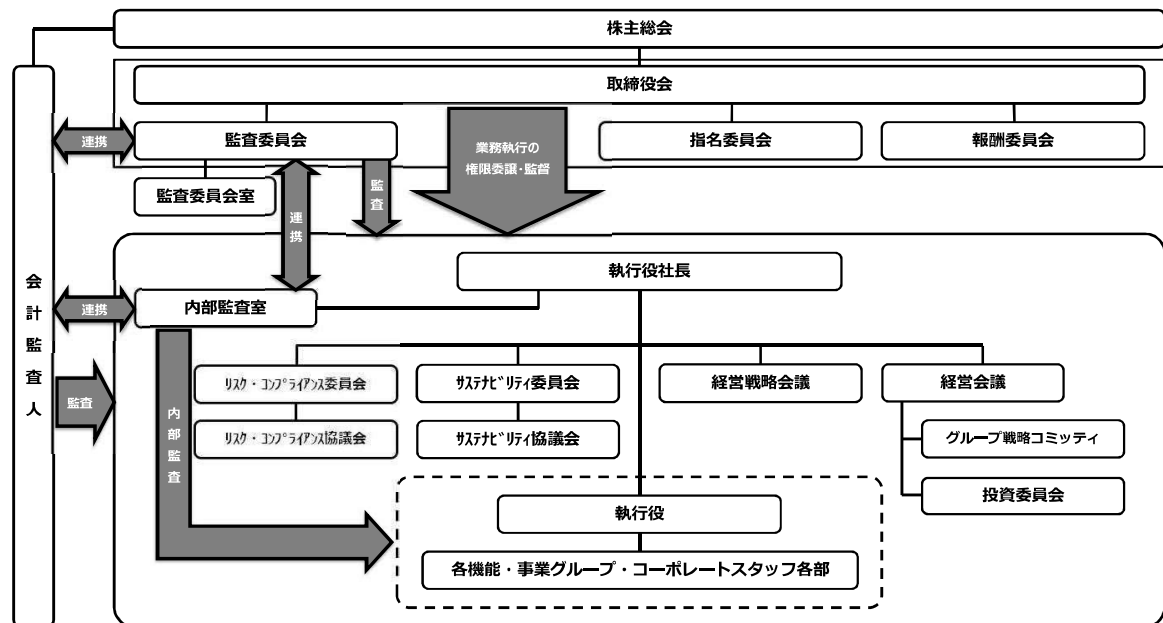 株主総会
取締役会
連携
監査委員会
業務執行の
権限委譲・監督
指名委員会
報酬委員会
監査委員会室
連携
監査
会計監査人
執行役社長
連携
内部監査室
監査
内部監査
ﾘｽｸ・ｺﾝﾌﾟﾗｲｱﾝｽ委員会
ｻｽﾃﾅﾋﾞﾘﾃｨ委員会
経営戦略会議
経営会議
ﾘｽｸ・ｺﾝﾌﾟﾗｲｱﾝｽ協議会
ｻｽﾃﾅﾋﾞﾘﾃｨ協議会
グループ戦略コミッティ
投資委員会
執行役
各機能・事業グループ・コーポレートスタッフ各部